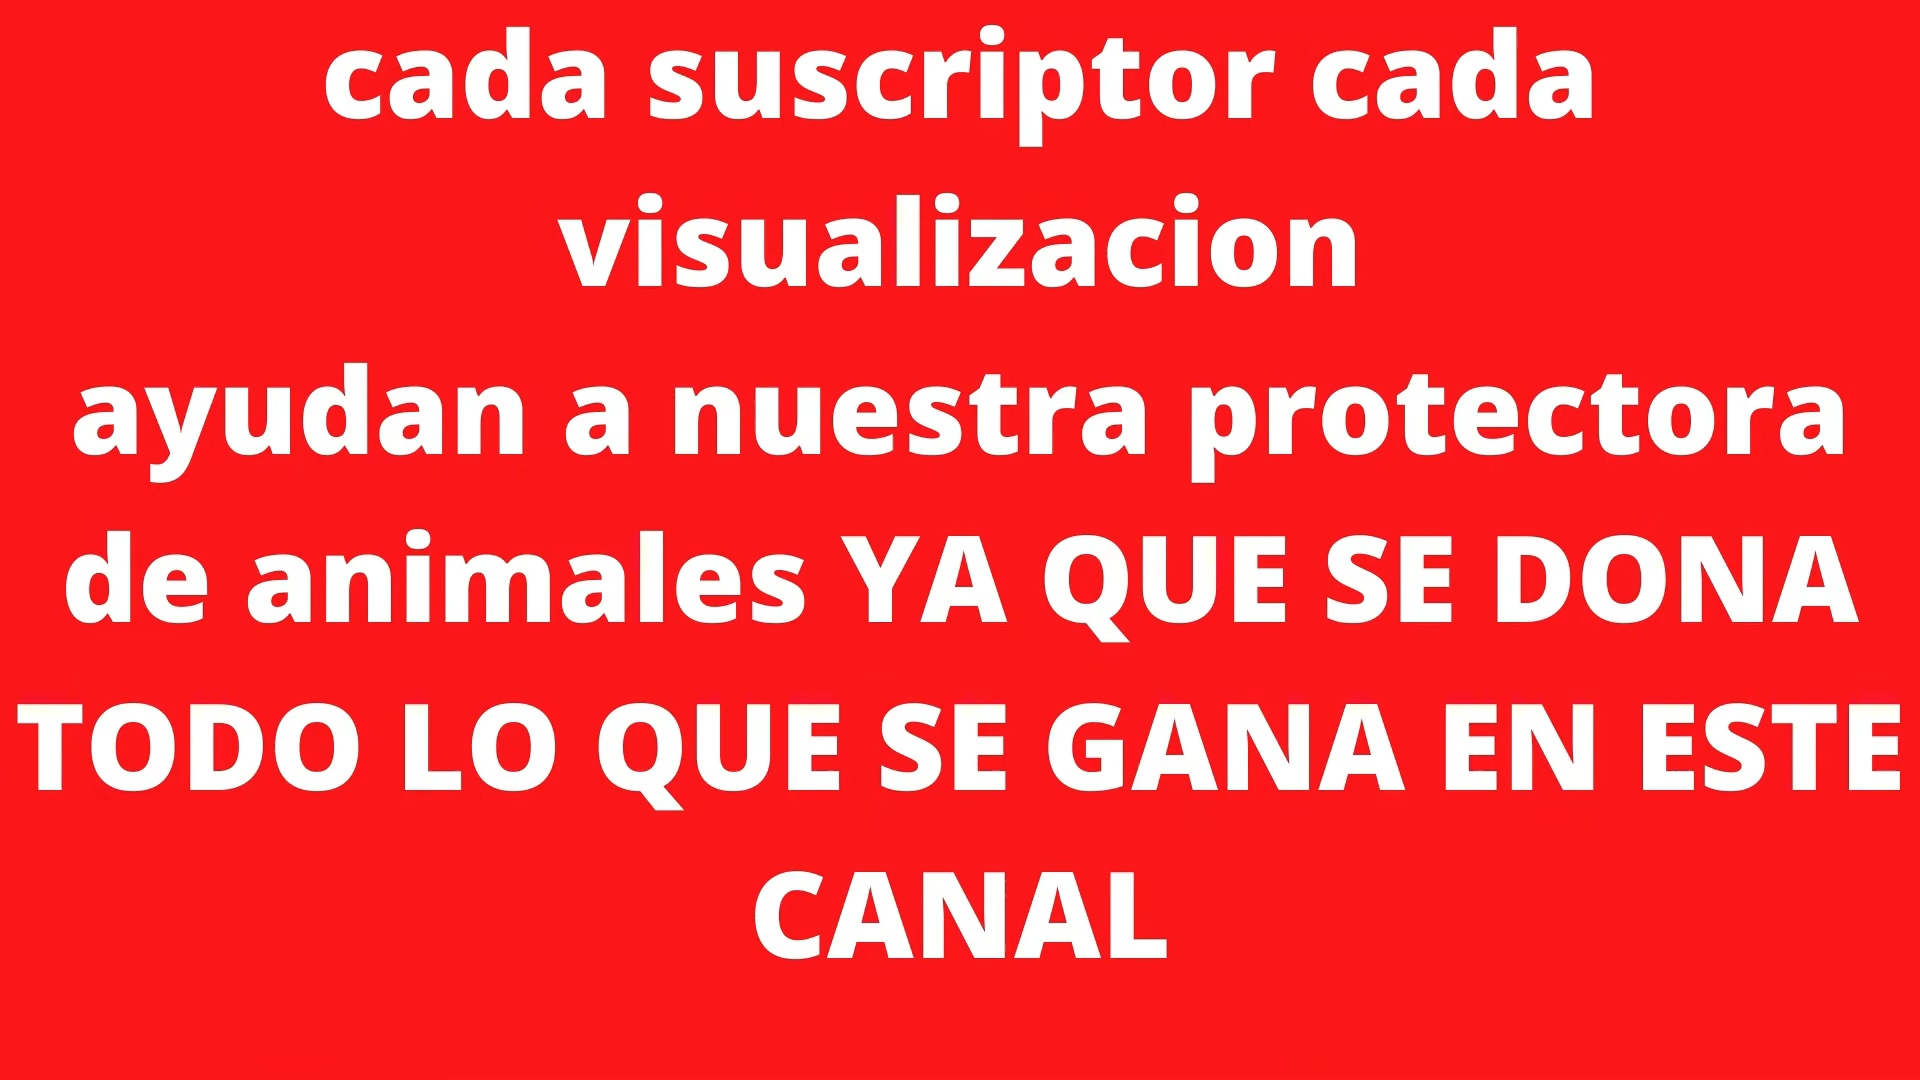 cada suscriptor cada
visualizacion
ayudan a nuestra protectora
de animales YA QUE SE DONA
TODO LO QUE SE GANA EN ESTE
CANAL